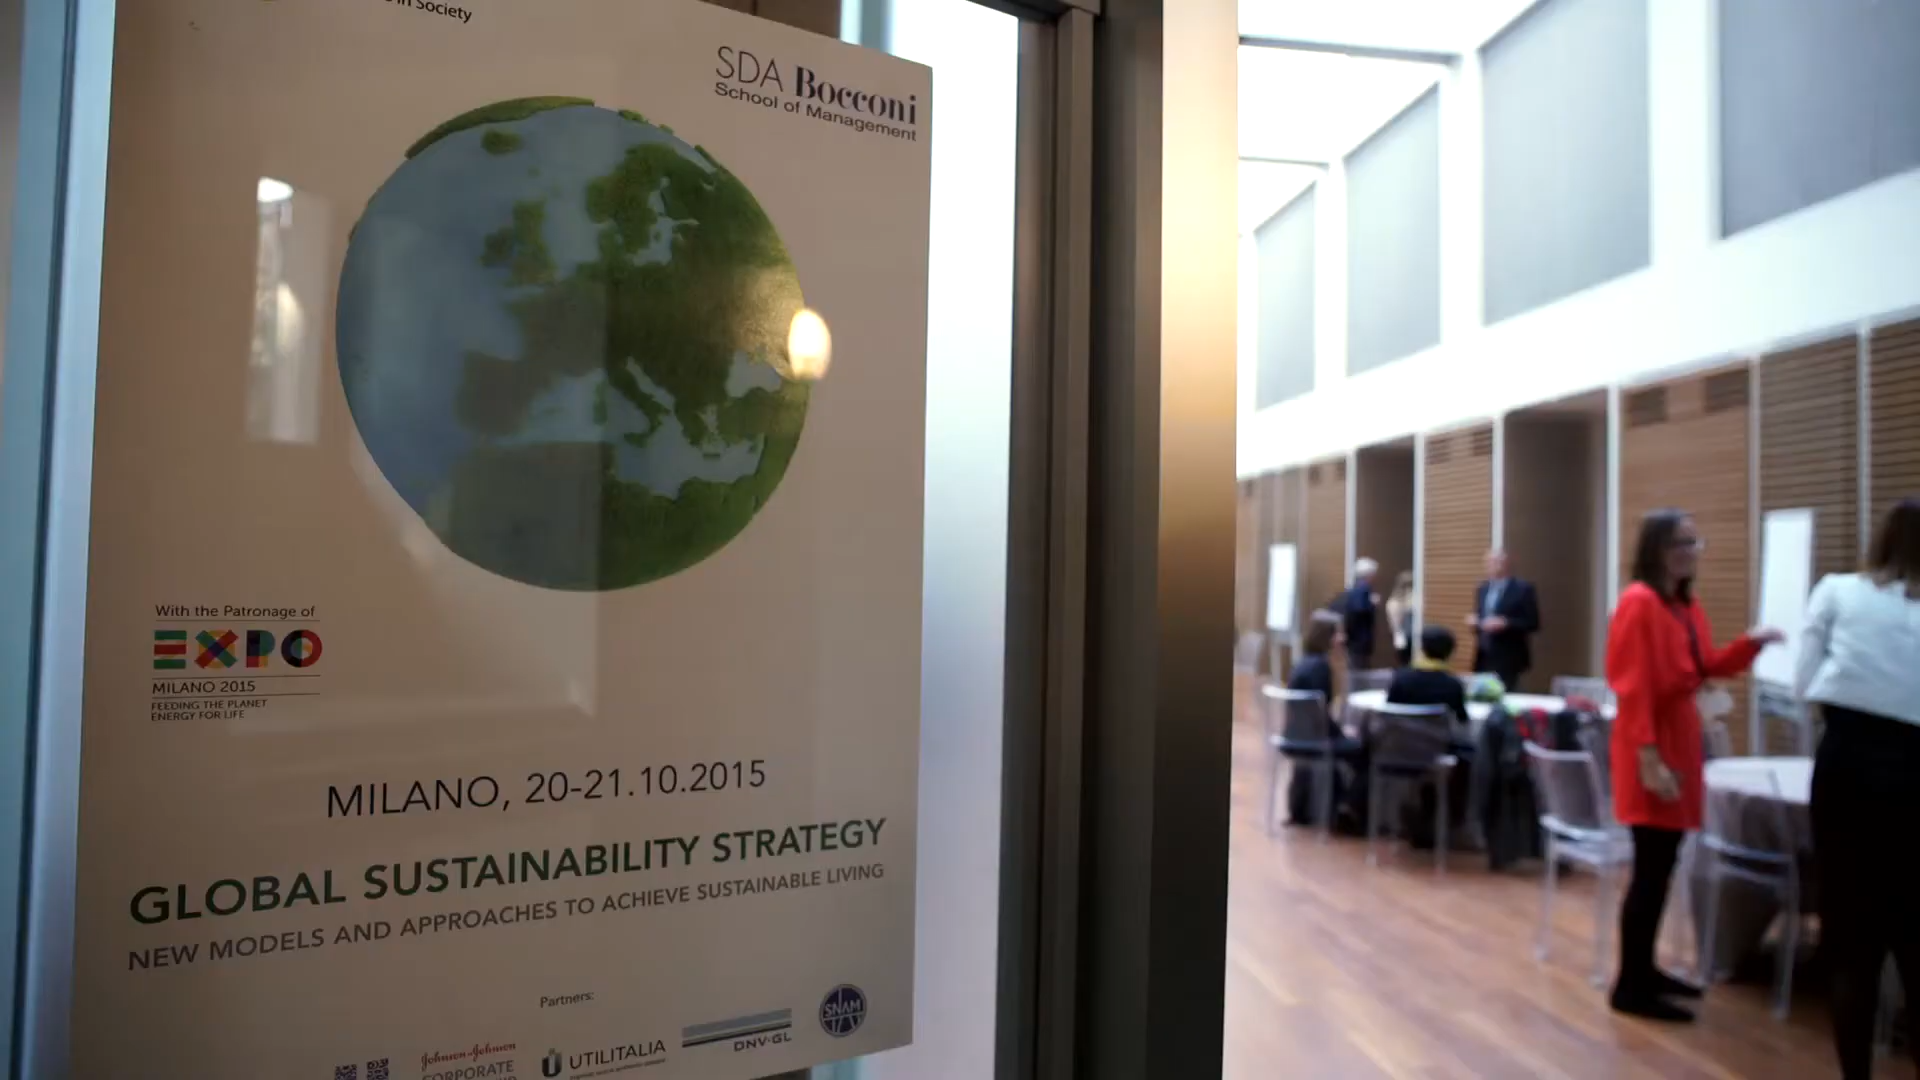 in Society
SDA Bocconi
School of Management
With the Patronage of
EXPO
MILANO 2015
FEEDING THE PLANET
ENERGY FOR LIFE
MILANO, 20-21.10.2015
GLOBAL SUSTAINABILITY STRATEGY
NEW MODELS AND APPROACHES TO ACHIEVE SUSTAINABLE LIVING
Partners:
Johnson & Johnson
CORPORATE
UTILITALIA
DNV·GL
SNAM